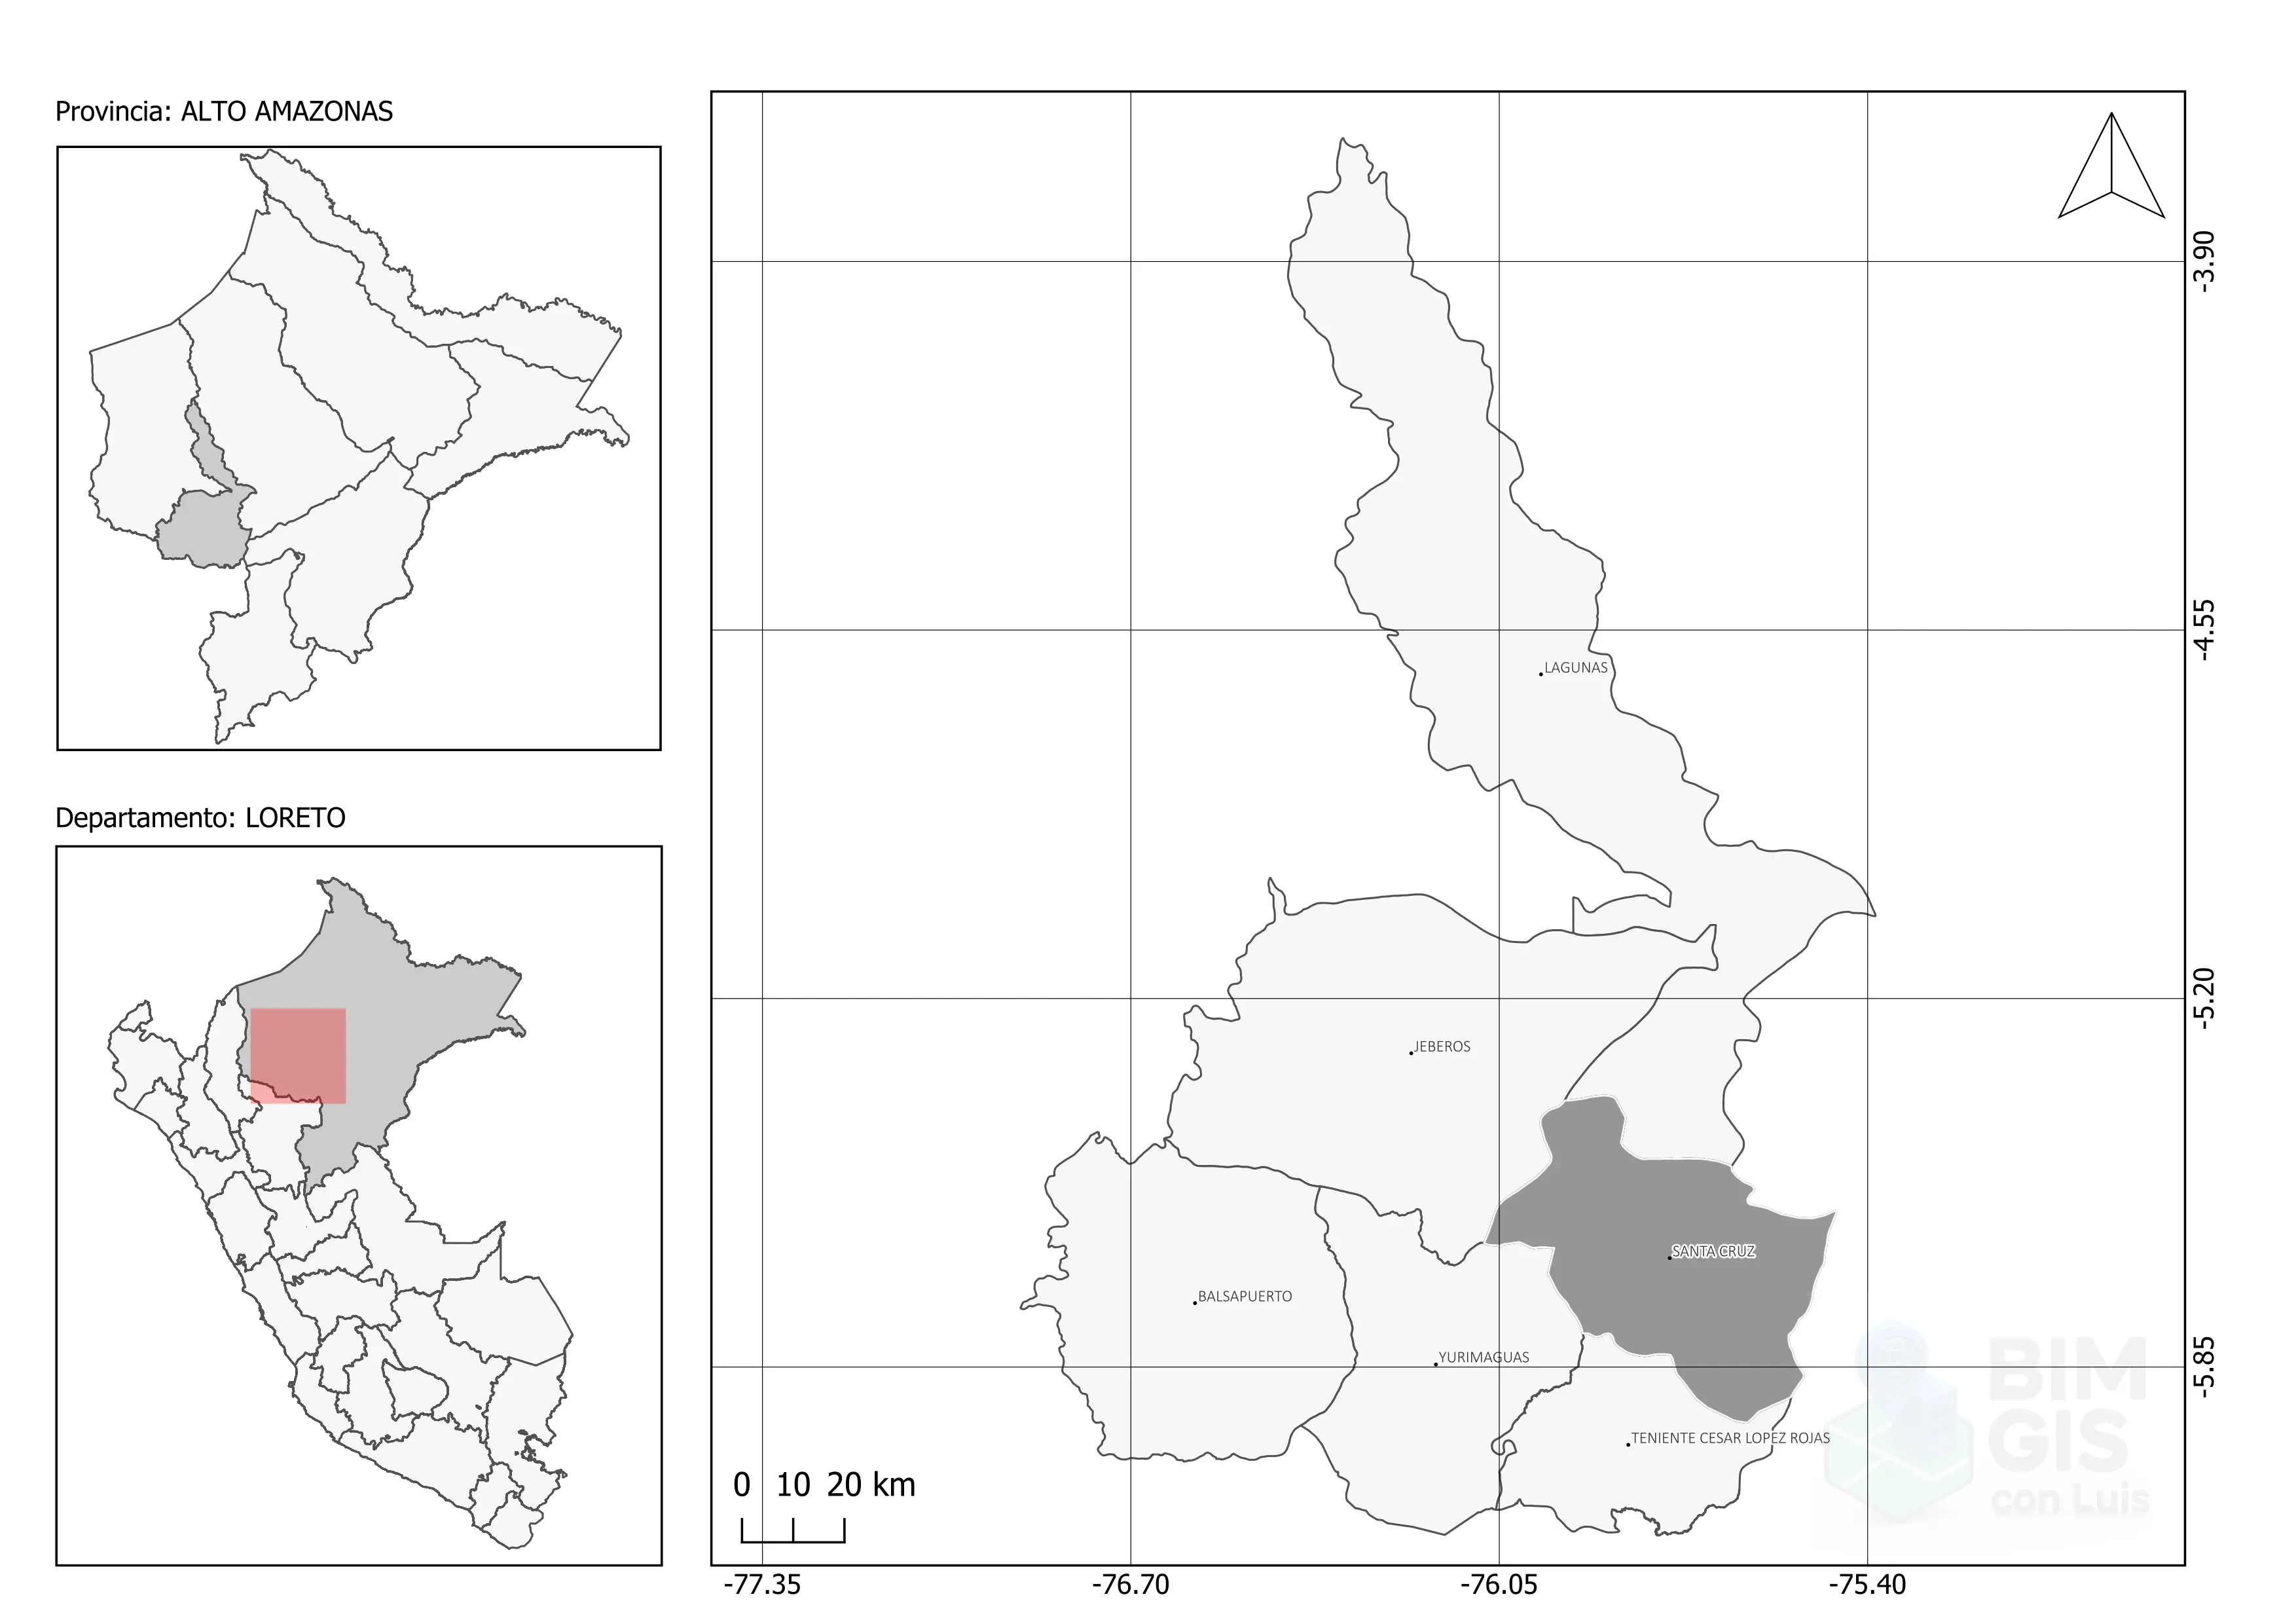 Provincia: ALTO AMAZONAS
Departamento: LORETO
-3.90
LAGUNAS
-4.55
-5.20
JEBEROS
SANTA CRUZ
BALSAPUERTO
YURIMAGUAS
-5.85
TENIENTE CESAR LOPEZ ROJAS
BIM
GIS
con Luis
0 10 20 km
-77.35 -76.70 -76.05 -75.40